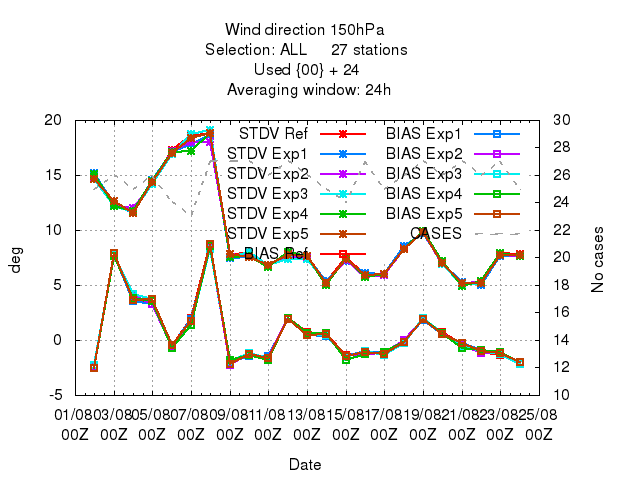 Wind direction 150hPa
Selection: ALL 27 stations
Used {00} + 24
Averaging window: 24h
20
15
10
5
0
-5
deg
30
28
26
24
22
20
18
16
14
12
10
No cases
STDV Ref
STDV Exp1
STDV Exp2
STDV Exp3
STDV Exp4
STDV Exp5
BIAS Ref
BIAS Exp1
BIAS Exp2
BIAS Exp3
BIAS Exp4
BIAS Exp5
CASES
01/08 03/08 05/08 07/08 09/08 11/08 13/08 15/08 17/08 19/08 21/08 23/08 25/08
00Z 00Z 00Z 00Z 00Z 00Z 00Z 00Z 00Z 00Z 00Z 00Z 00Z
Date